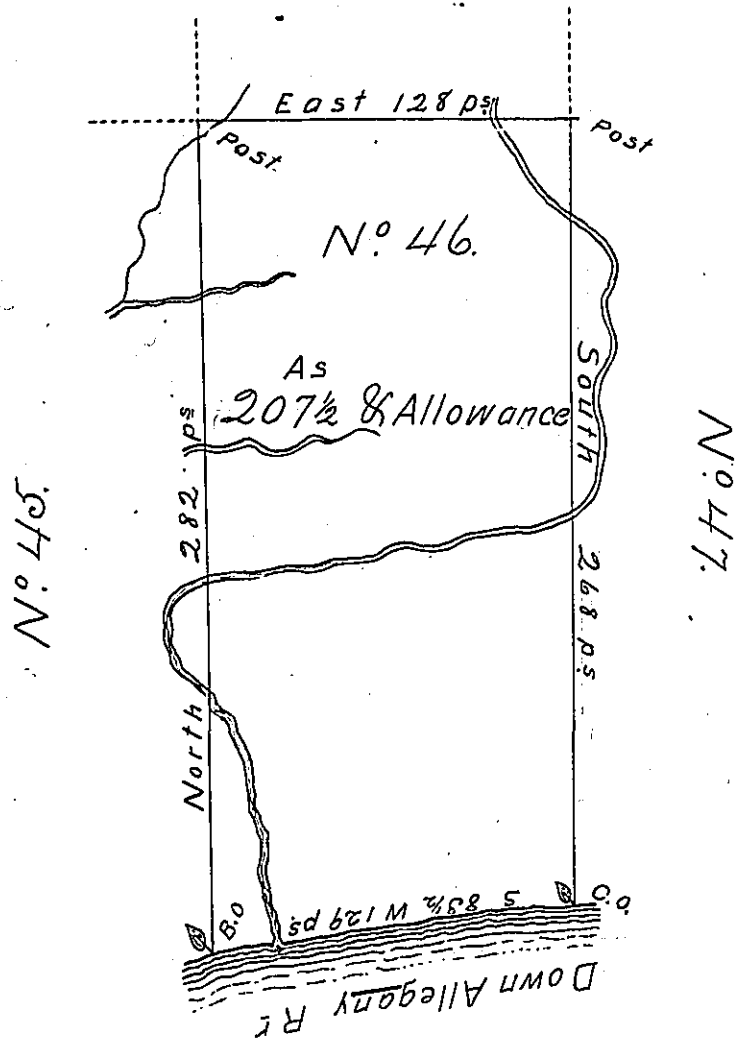 East 128 ps
Post
Post
Nº 46.
As
207½ & Allowance
North 282 ps
South 268 ps
Nº 45.
Nº 47.
B.O
C.O.
S 83½ W 129 ps
Down Allegany Rr